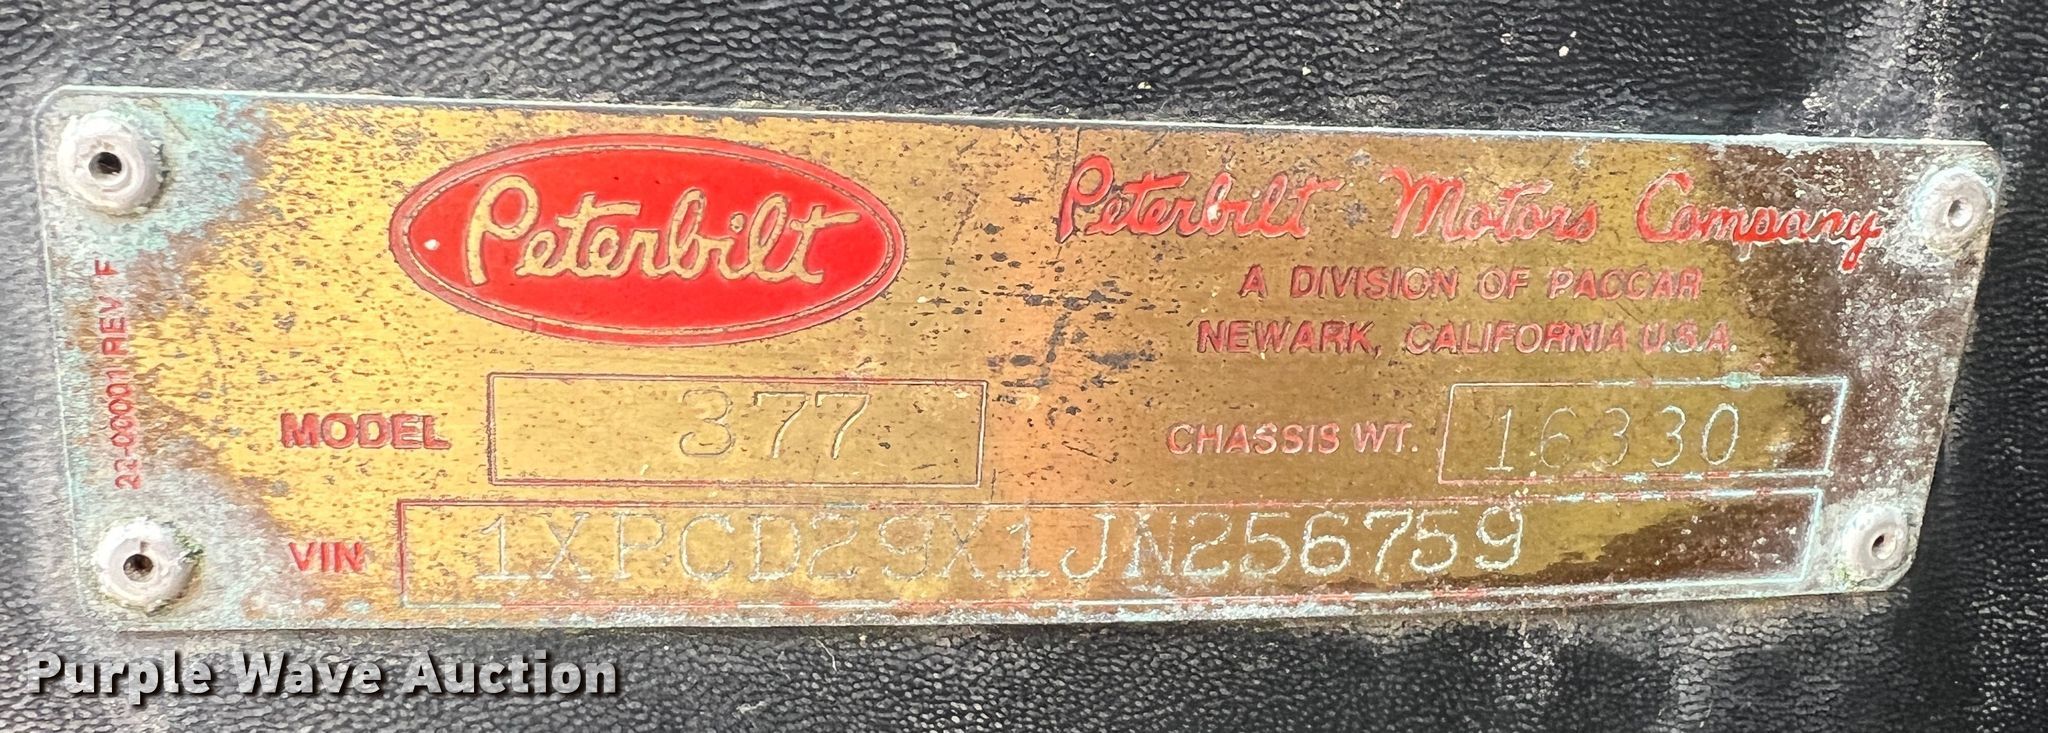 Peterbilt
Peterbilt Motors Company
A DIVISION OF PACCAR
NEWARK, CALIFORNIA U.S.A.
MODEL 377
CHASSIS WT. 16330
VIN 1XPCD29X1JN256759
22-00001 REV F
Purple Wave Auction